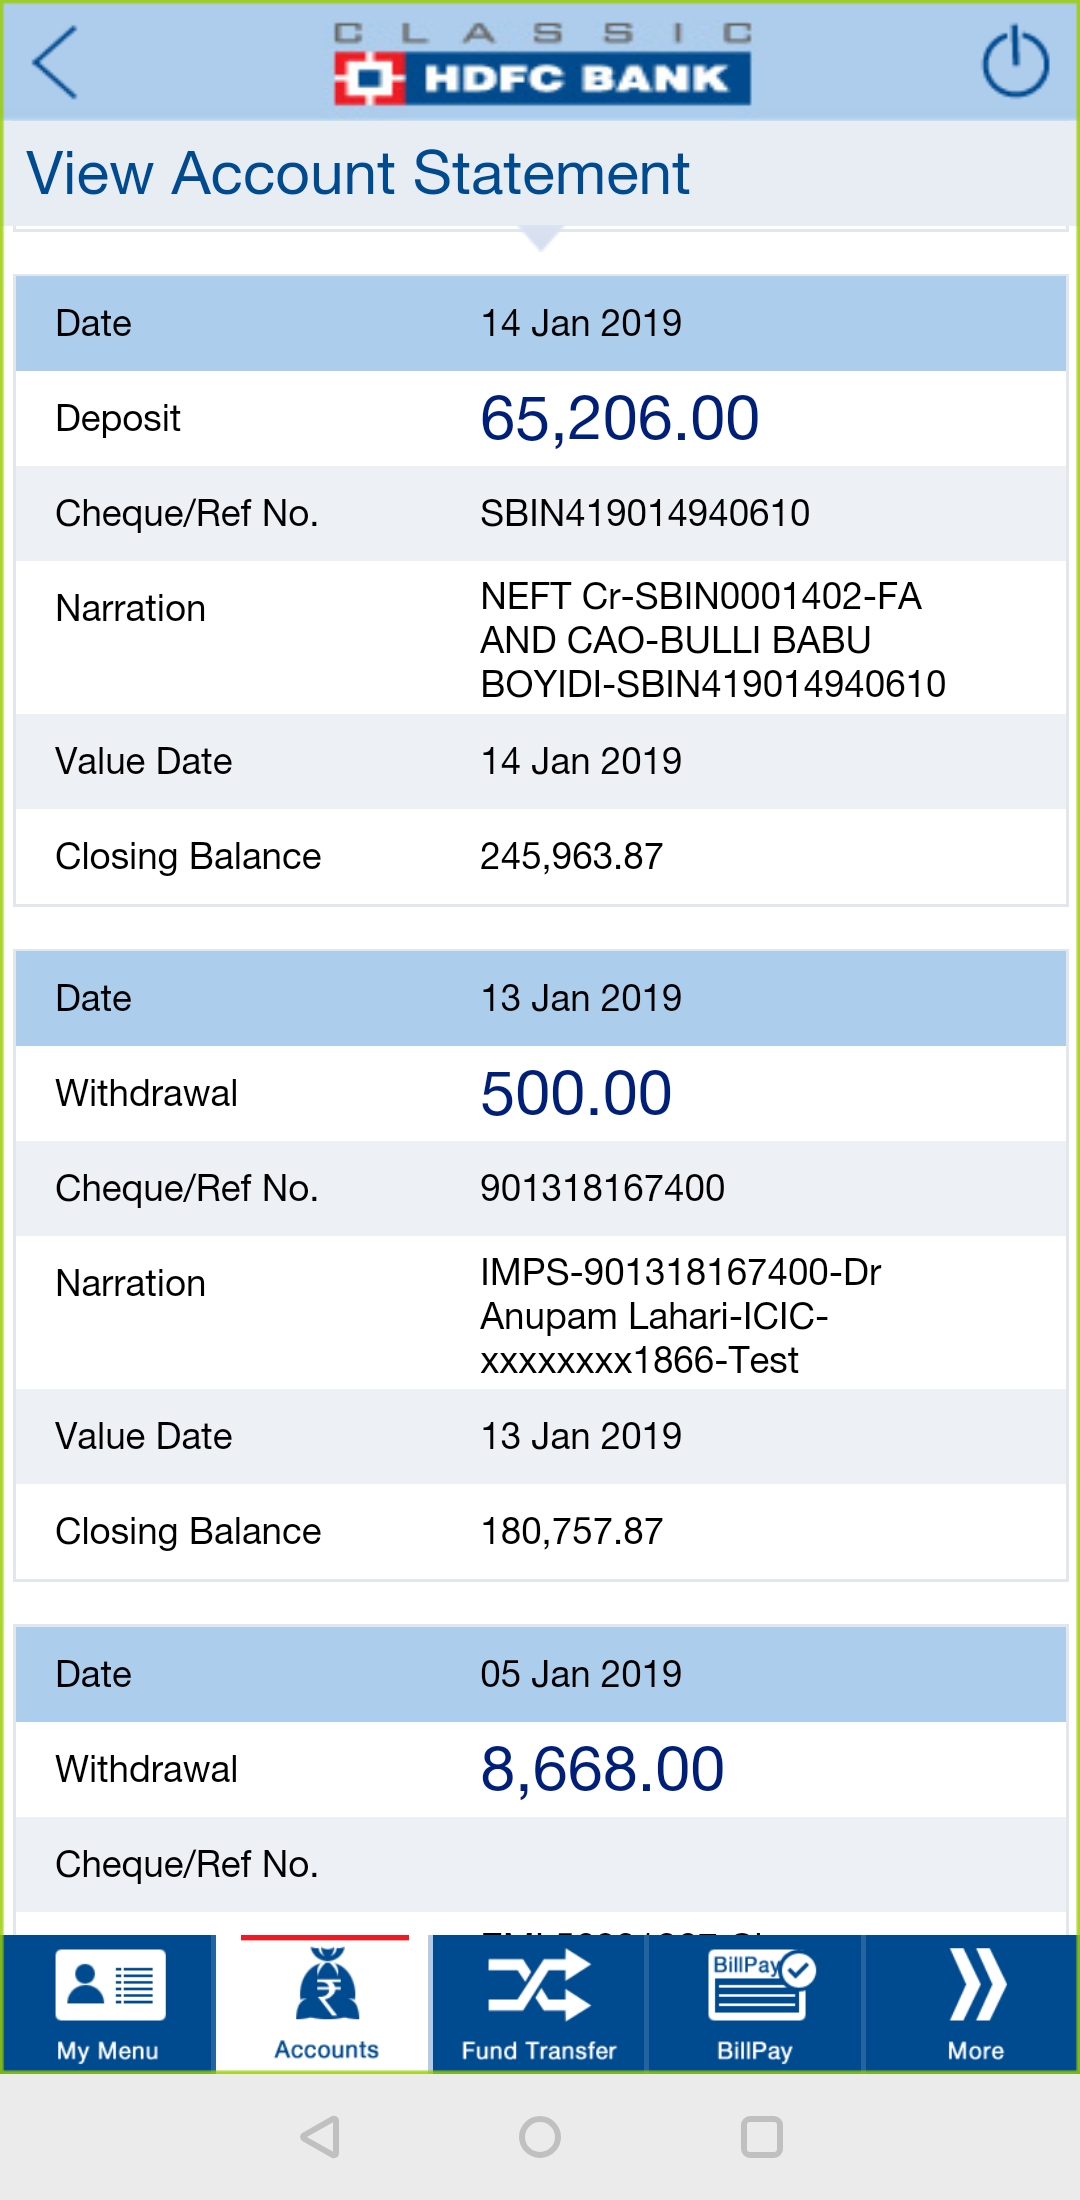 CLASSIC
HDFC BANK
View Account Statement
Date 14 Jan 2019
Deposit 65,206.00
Cheque/Ref No. SBIN419014940610
Narration NEFT Cr-SBIN0001402-FA
AND CAO-BULLI BABU
BOYIDI-SBIN419014940610
Value Date 14 Jan 2019
Closing Balance 245,963.87
Date 13 Jan 2019
Withdrawal 500.00
Cheque/Ref No. 901318167400
Narration IMPS-901318167400-Dr
Anupam Lahari-ICIC-
xxxxxxxx1866-Test
Value Date 13 Jan 2019
Closing Balance 180,757.87
Date 05 Jan 2019
Withdrawal 8,668.00
Cheque/Ref No.
BillPay
My Menu Accounts Fund Transfer BillPay More